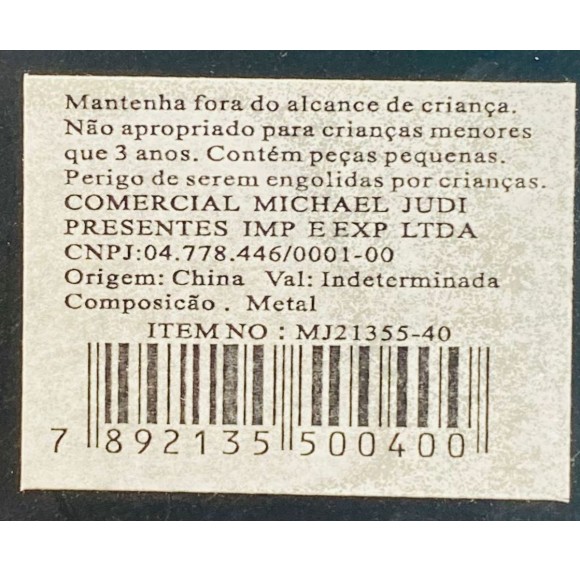 Mantenha fora do alcance de criança.
Não apropriado para crianças menores
que 3 anos. Contém peças pequenas.
Perigo de serem engolidas por crianças.
COMERCIAL MICHAEL JUDI
PRESENTES IMP E EXP LTDA
CNPJ:04.778.446/0001-00
Origem: China Val: Indeterminada
Composicão . Metal
ITEM NO : MJ21355-40
7 892135 500400